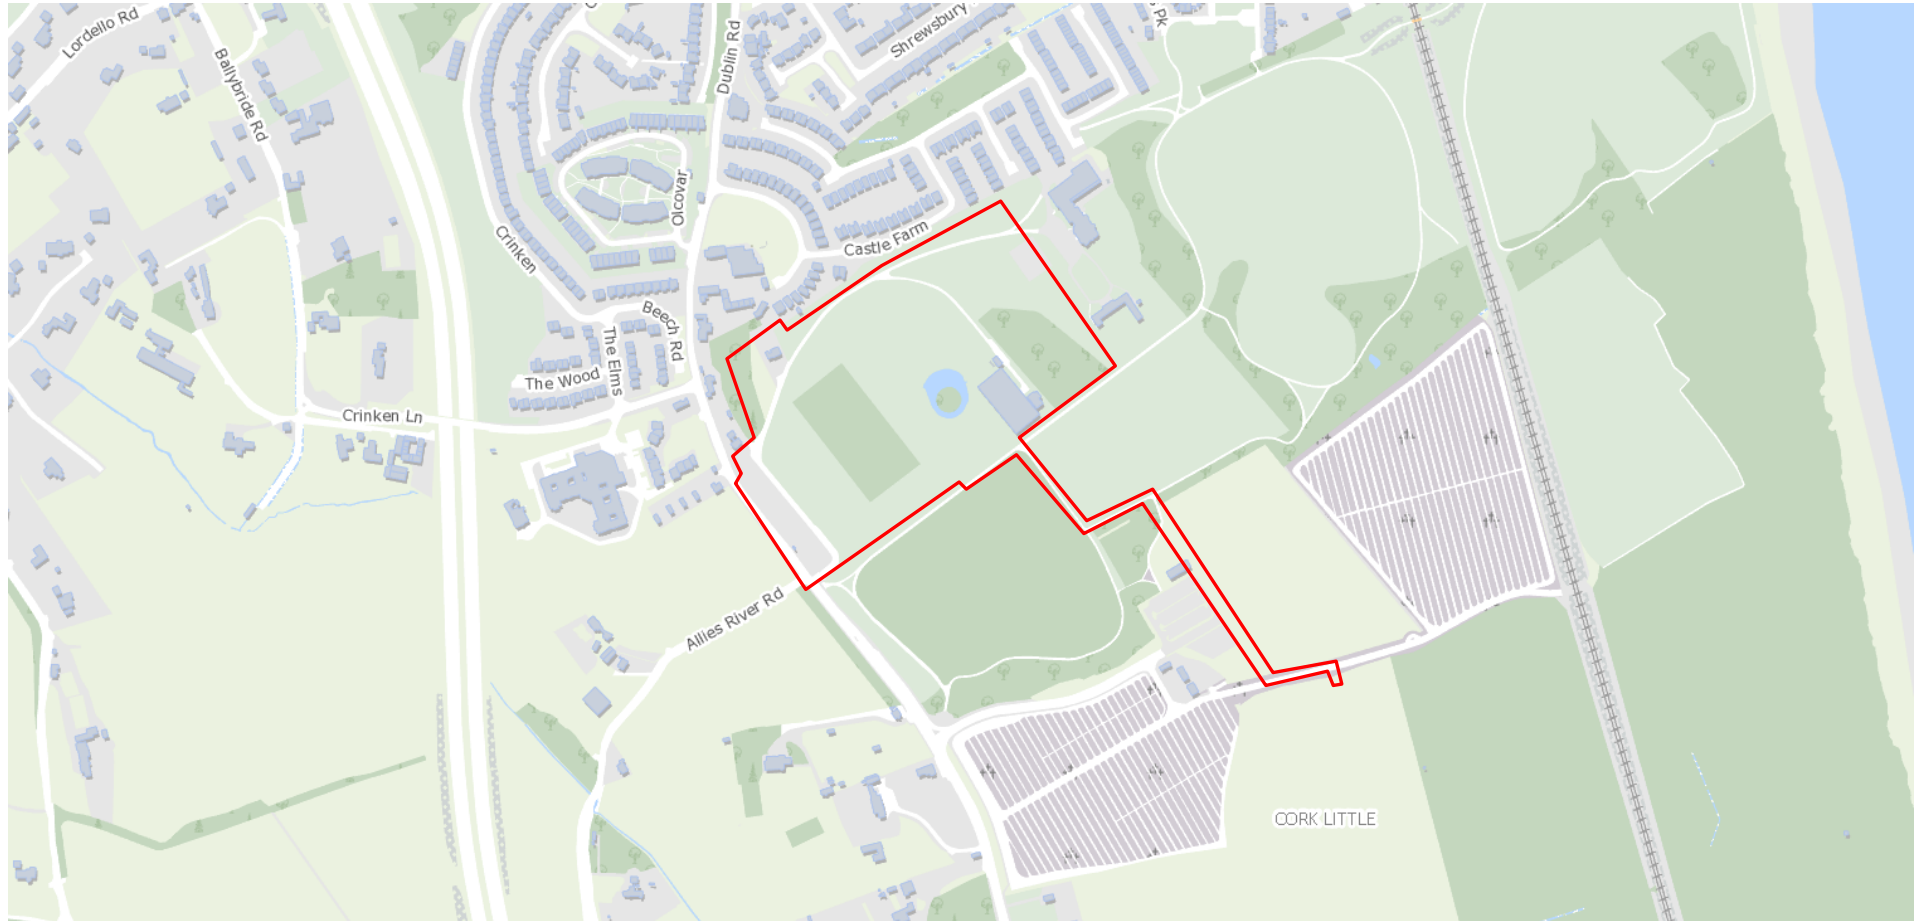 Lordello Rd
Ballybride Rd
Dublin Rd
Shrewsbury
Pk
Olcovar
Crinken
Castle Farm
Beech Rd
The Elms
The Wood
Crinken Ln
Allies River Rd
CORK LITTLE